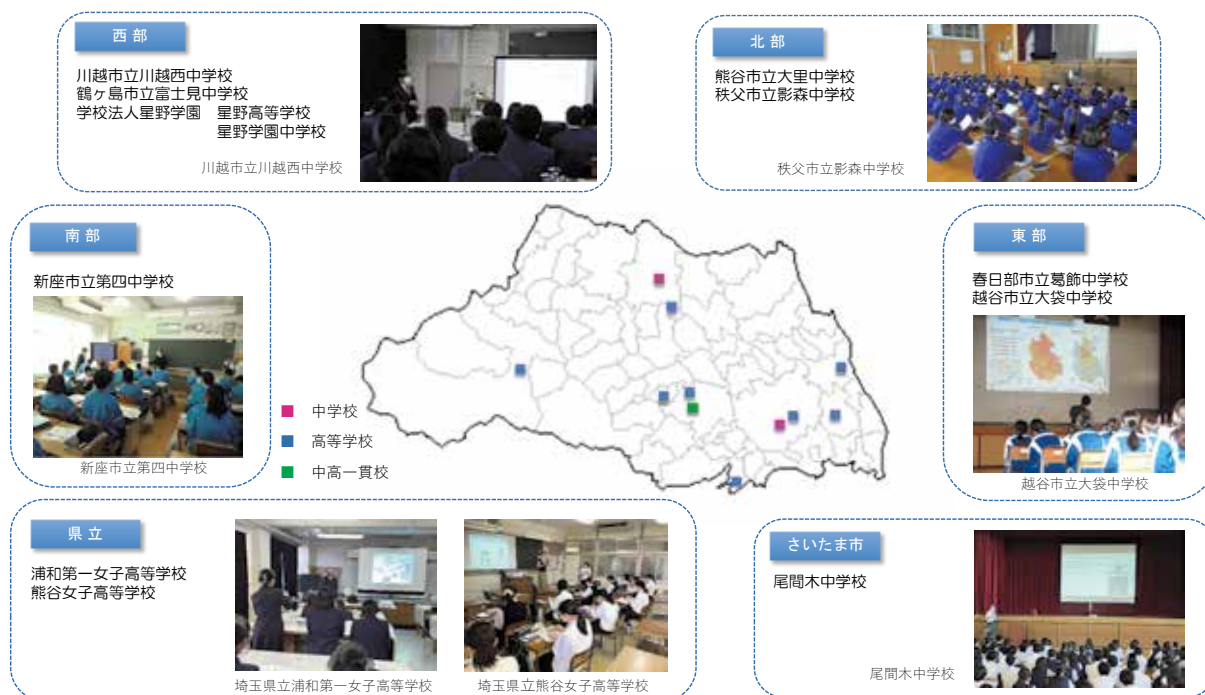 西部
川越市立川越西中学校
鶴ヶ島市立富士見中学校
学校法人星野学園　星野高等学校
星野学園中学校
川越市立川越西中学校
北部
熊谷市立大里中学校
秩父市立影森中学校
秩父市立影森中学校
南部
新座市立第四中学校
新座市立第四中学校
東部
春日部市立葛飾中学校
越谷市立大袋中学校
越谷市立大袋中学校
中学校
高等学校
中高一貫校
県立
浦和第一女子高等学校
熊谷女子高等学校
埼玉県立浦和第一女子高等学校
埼玉県立熊谷女子高等学校
さいたま市
尾間木中学校
尾間木中学校